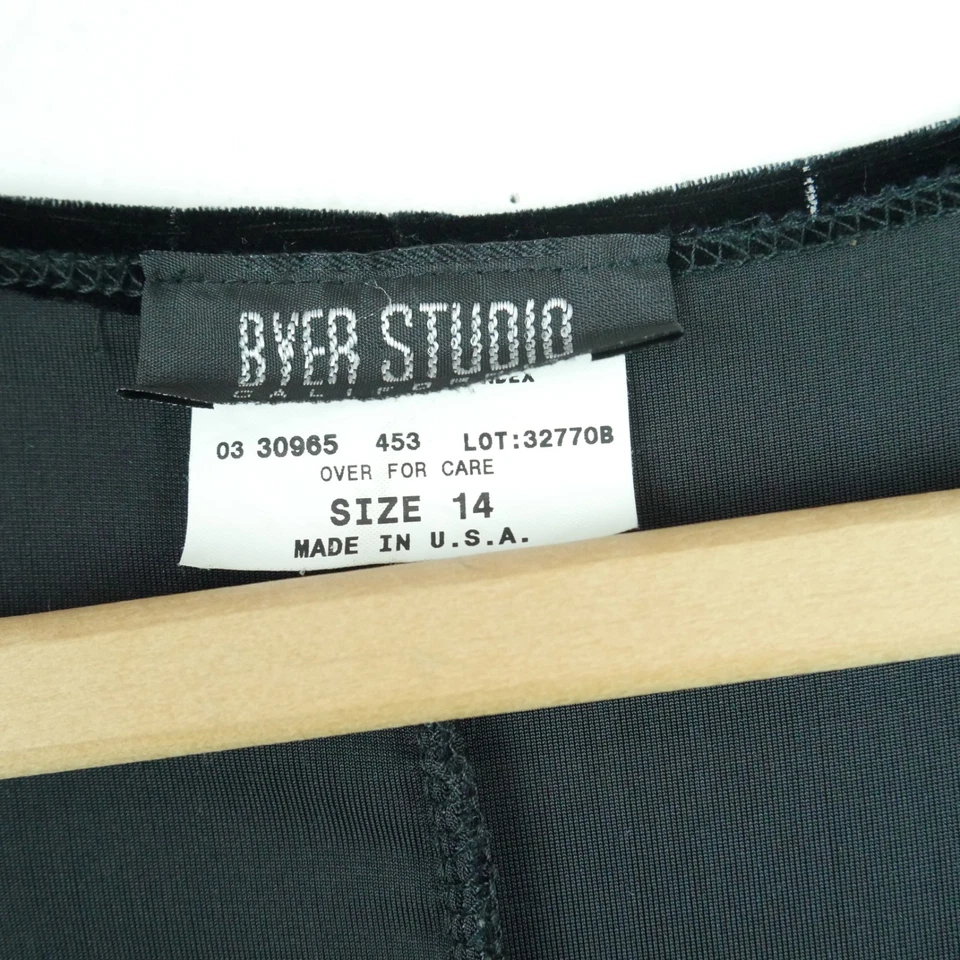 BYER STUDIO
03 30965 453 LOT:32770B
OVER FOR CARE
SIZE 14
MADE IN U.S.A.